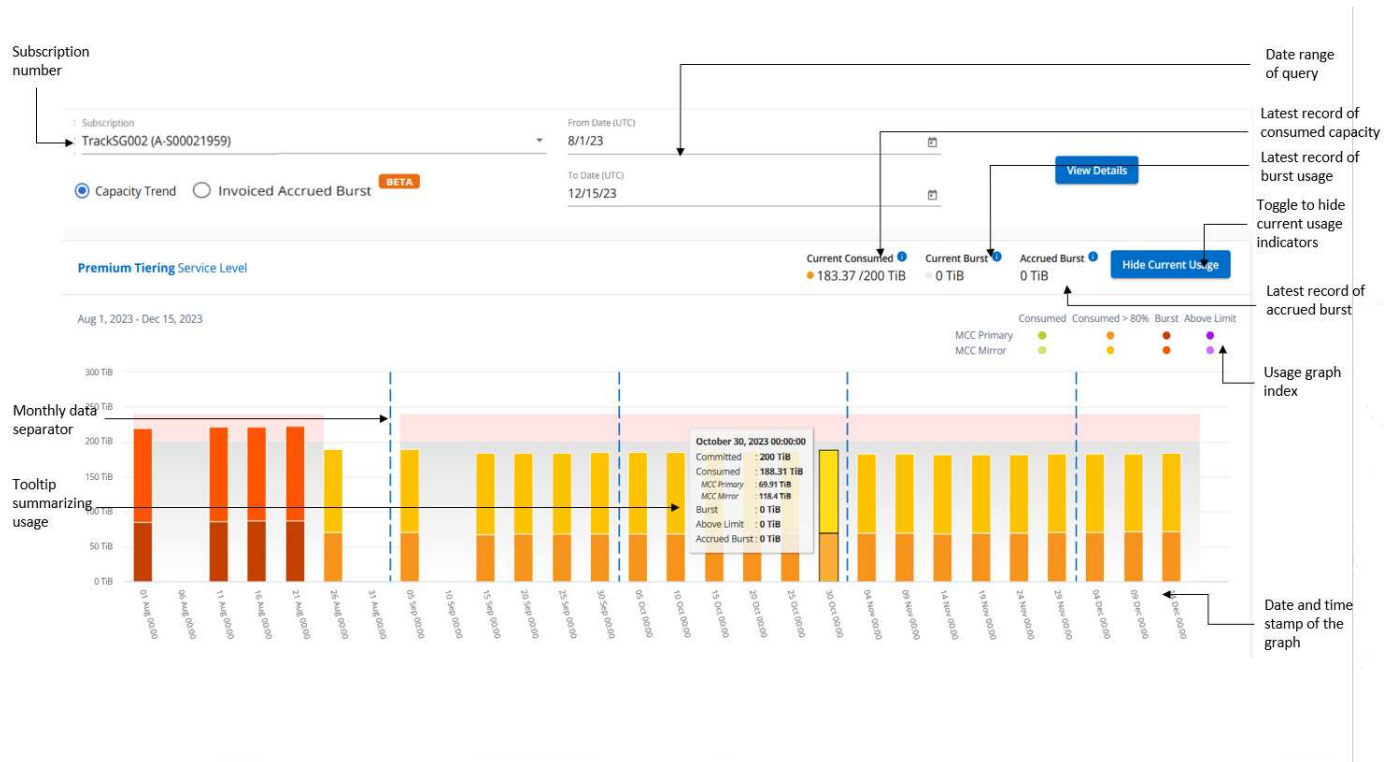 Subscription
number
Date range
of query
Latest record of
consumed capacity
Latest record of
burst usage
Toggle to hide
current usage
indicators
Latest record of
accrued burst
Usage graph
index
Monthly data
separator
Tooltip
summarizing
usage
Date and time
stamp of the
graph
Subscription
TrackSG002 (A-S00021959)
From Date (UTC)
8/1/23
Capacity Trend Invoiced Accrued Burst BETA
To Date (UTC)
12/15/23
View Details
Premium Tiering Service Level
Current Consumed
183.37 /200 TiB
Current Burst
0 TiB
Accrued Burst
0 TiB
Hide Current Usage
Aug 1, 2023 - Dec 15, 2023
Consumed Consumed > 80% Burst Above Limit
MCC Primary
MCC Mirror
300 TiB
250 TiB
200 TiB
150 TiB
100 TiB
50 TiB
0 TiB
October 30, 2023 00:00:00
Committed : 200 TiB
Consumed : 188.31 TiB
MCC Primary : 69.91 TiB
MCC Mirror : 118.4 TiB
Burst : 0 TiB
Above Limit : 0 TiB
Accrued Burst : 0 TiB
01 Aug 00:00
06 Aug 00:00
11 Aug 00:00
16 Aug 00:00
21 Aug 00:00
26 Aug 00:00
31 Aug 00:00
05 Sep 00:00
10 Sep 00:00
15 Sep 00:00
20 Sep 00:00
25 Sep 00:00
30 Sep 00:00
05 Oct 00:00
10 Oct 00:00
15 Oct 00:00
20 Oct 00:00
25 Oct 00:00
30 Oct 00:00
04 Nov 00:00
09 Nov 00:00
14 Nov 00:00
19 Nov 00:00
24 Nov 00:00
29 Nov 00:00
04 Dec 00:00
09 Dec 00:00
Dec 00:00